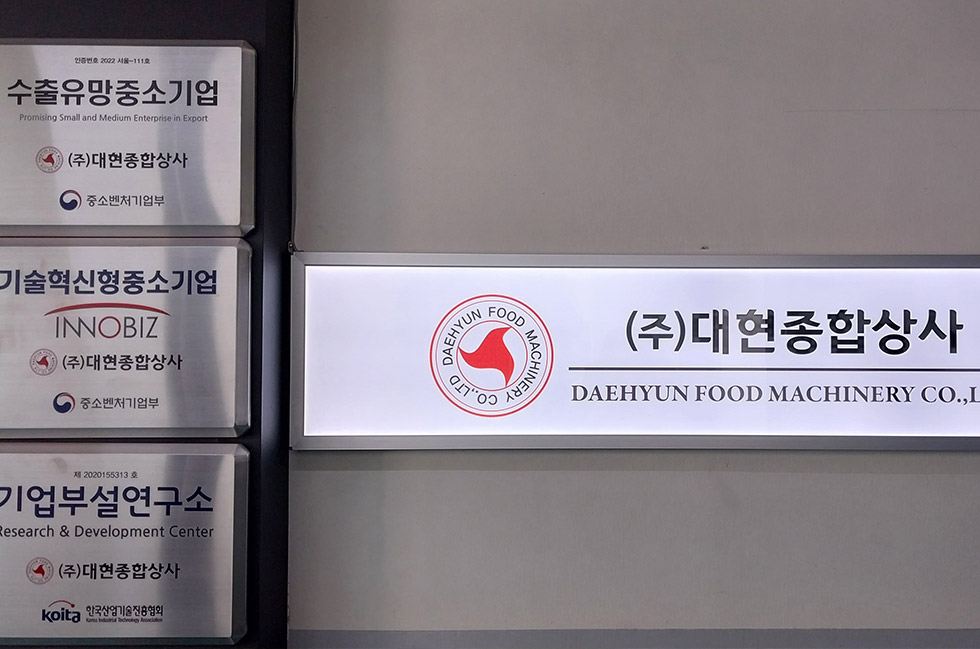 인증번호 2022 서울-111호
수출유망중소기업
Promising Small and Medium Enterprise in Export
(주)대현종합상사
중소벤처기업부
기술혁신형중소기업
INNOBIZ
(주)대현종합상사
중소벤처기업부
제 2020155313 호
기업부설연구소
Research & Development Center
(주)대현종합상사
koita 한국산업기술진흥협회
Korea Industrial Technology Association
DAEHYUN FOOD MACHINERY CO.,LTD
(주)대현종합상사
DAEHYUN FOOD MACHINERY CO.,L